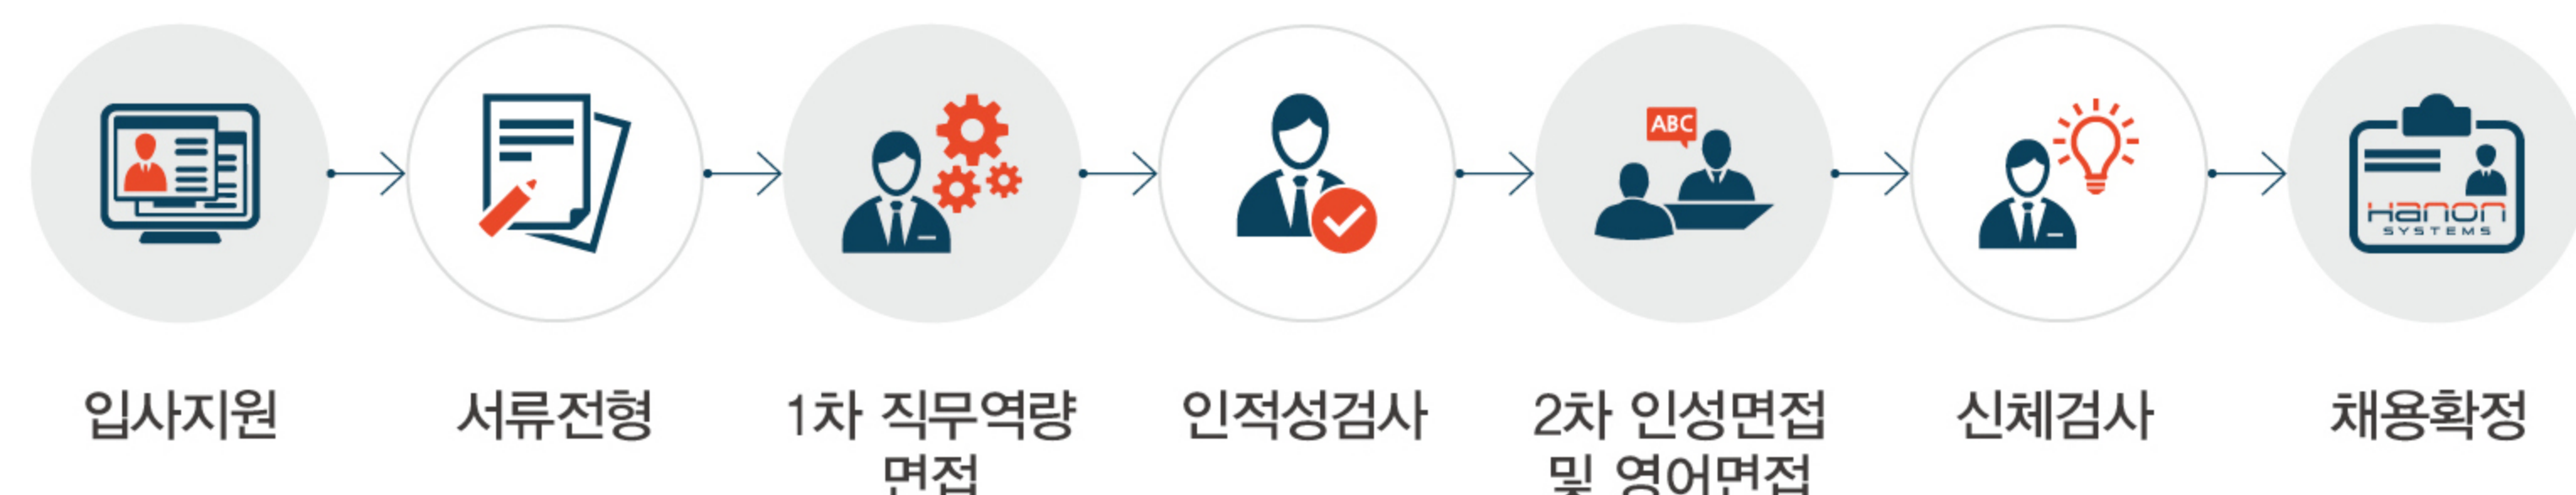 ABC
Hanon
SYSTEMS
입사지원
서류전형
1차 직무역량
면접
인적성검사
2차 인성면접
및 영어면접
신체검사
채용확정